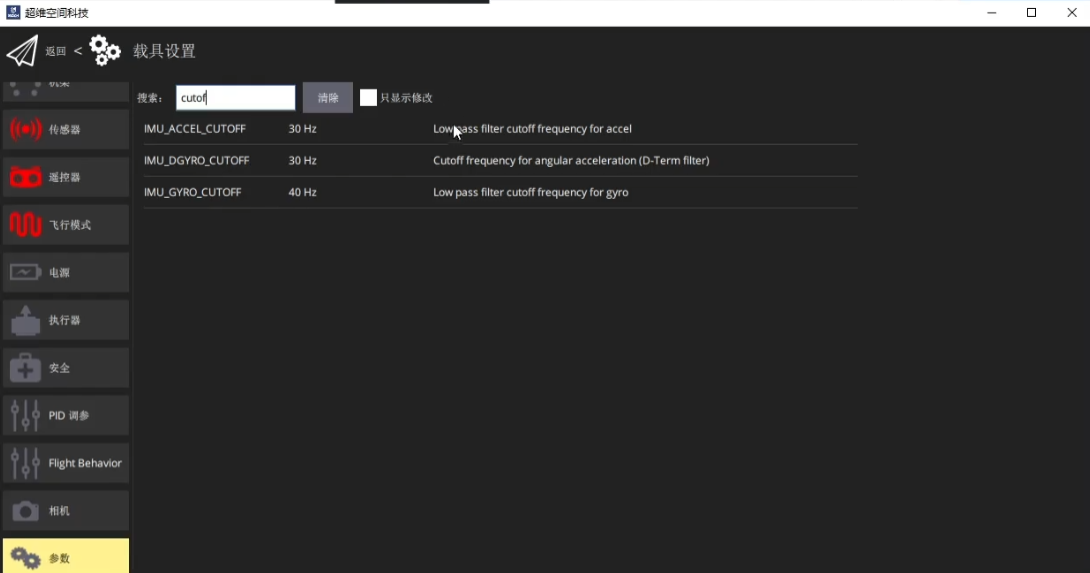 超维空间科技
返回 < 载具设置
机架
搜索: cutof 清除 只显示修改
IMU_ACCEL_CUTOFF 30 Hz Low pass filter cutoff frequency for accel
传感器
IMU_DGYRO_CUTOFF 30 Hz Cutoff frequency for angular acceleration (D-Term filter)
遥控器
IMU_GYRO_CUTOFF 40 Hz Low pass filter cutoff frequency for gyro
飞行模式
电源
执行器
安全
PID 调参
Flight Behavior
相机
参数